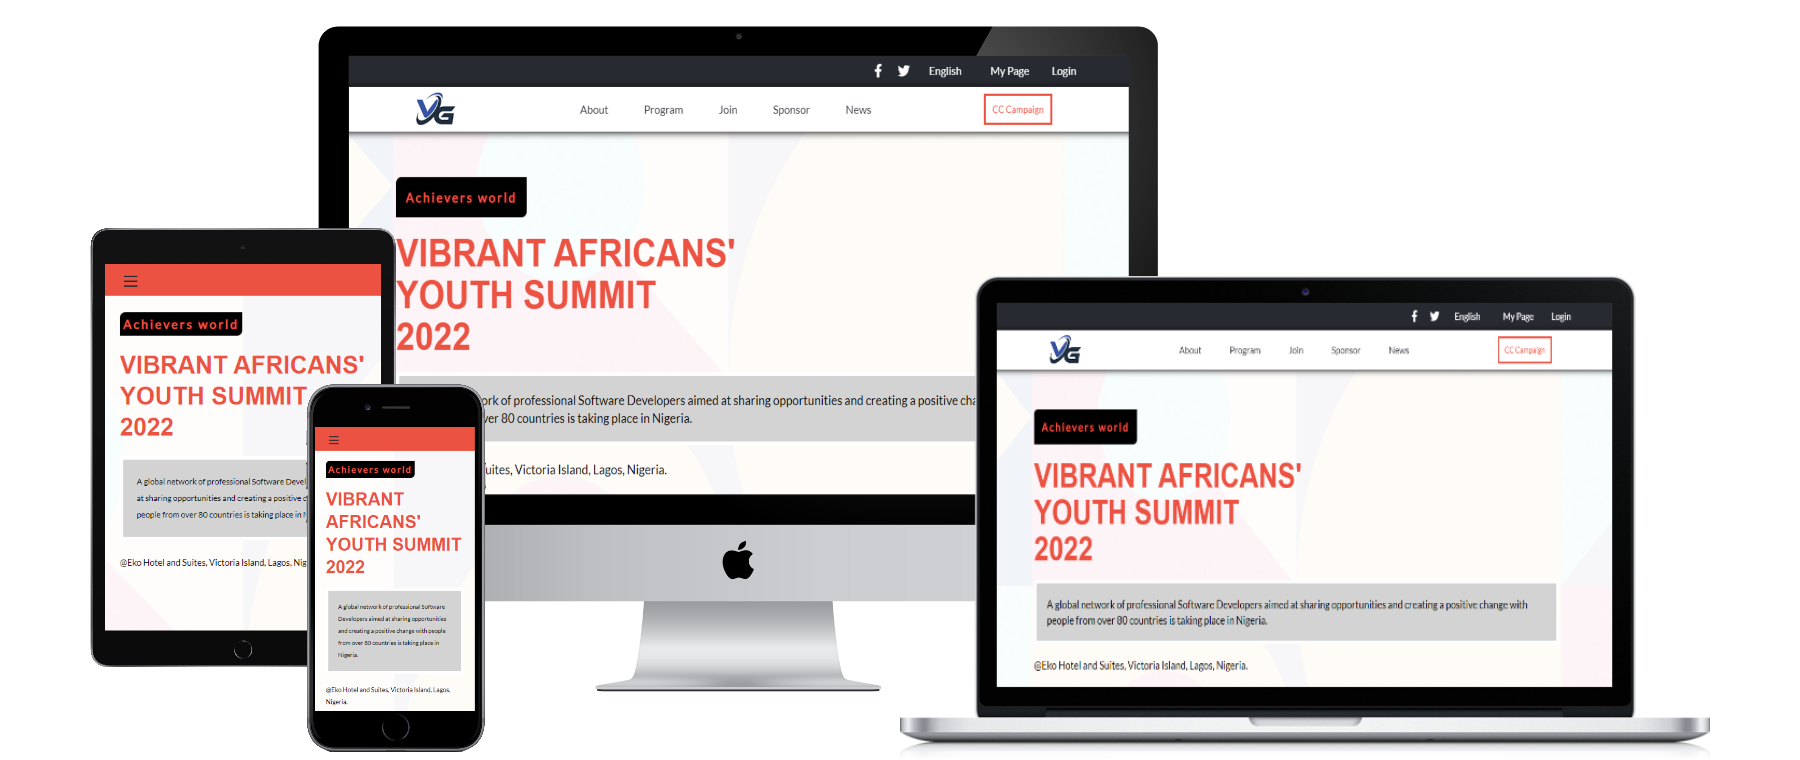 English My Page Login
VG
About Program Join Sponsor News CC Campaign
Achievers world
VIBRANT AFRICANS'
YOUTH SUMMIT
2022
ork of professional Software Developers aimed at sharing opportunities and creating a positive cha
ver 80 countries is taking place in Nigeria.
uites, Victoria Island, Lagos, Nigeria.
Achievers world
VIBRANT AFRICANS'
YOUTH SUMMIT
2022
A global network of professional Software Devel
at sharing opportunities and creating a positive c
people from over 80 countries is taking place in N
@Eko Hotel and Suites, Victoria Island, Lagos, Nig
Achievers world
VIBRANT
AFRICANS'
YOUTH SUMMIT
2022
A global network of professional Software
Developers aimed at sharing opportunities
and creating a positive change with people
from over 80 countries is taking place in
Nigeria.
@Eko Hotel and Suites, Victoria Island, Lagos,
Nigeria.
English My Page Login
VG
About Program Join Sponsor News CC Campaign
Achievers world
VIBRANT AFRICANS'
YOUTH SUMMIT
2022
A global network of professional Software Developers aimed at sharing opportunities and creating a positive change with
people from over 80 countries is taking place in Nigeria.
@Eko Hotel and Suites, Victoria Island, Lagos, Nigeria.